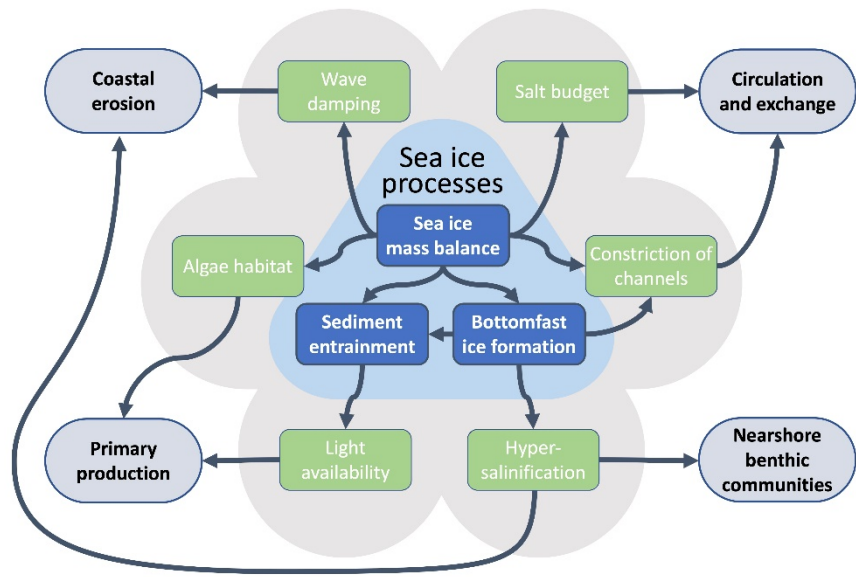 Coastal
erosion
Wave
damping
Salt budget
Circulation
and exchange
Sea ice
processes
Sea ice
mass balance
Algae habitat
Constriction of
channels
Sediment
entrainment
Bottomfast
ice formation
Primary
production
Light
availability
Hyper-
salinification
Nearshore
benthic
communities